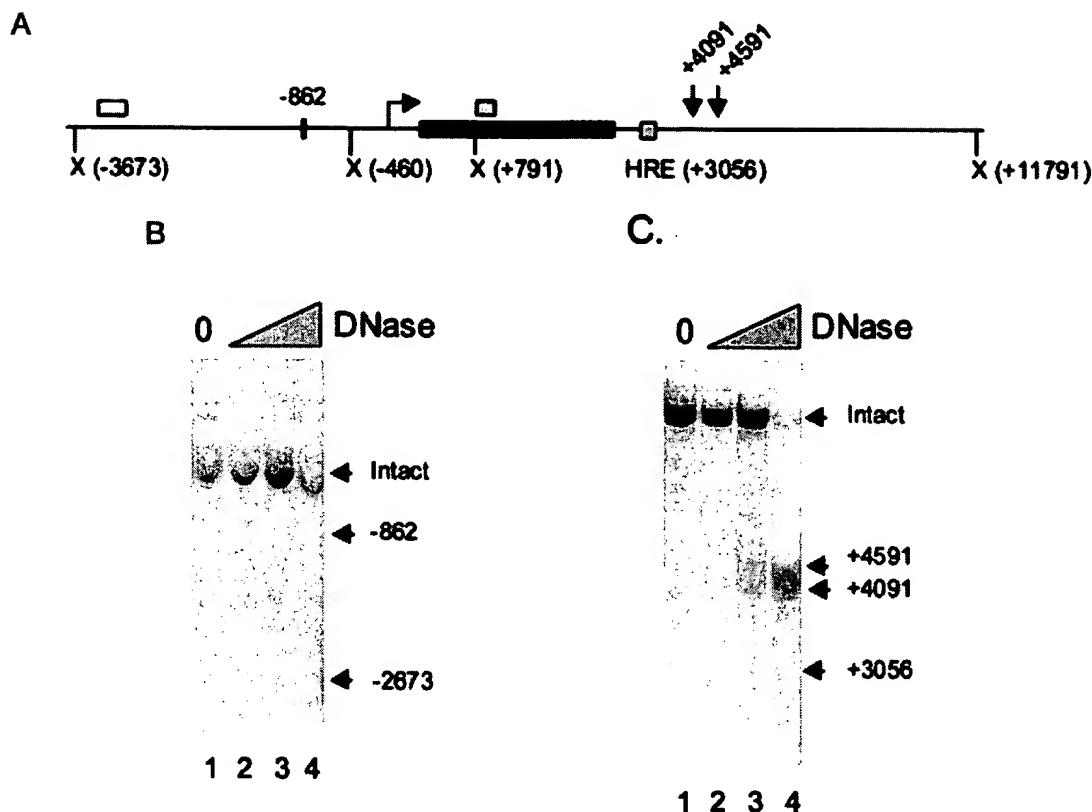 A
+4091
+4591
-862
X (-3673)
X (-460)
X (+791)
HRE (+3056)
X (+11791)
B
C.
0
DNase
Intact
-862
-2673
1 2 3 4
0
DNase
Intact
+4591
+4091
+3056
1 2 3 4